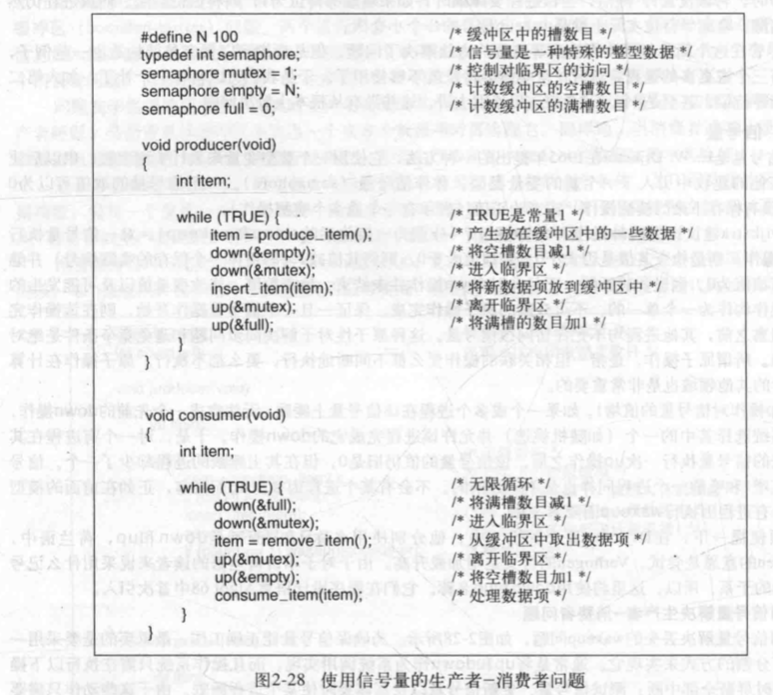 #define N 100 /* 缓冲区中的槽数目 */
typedef int semaphore; /* 信号量是一种特殊的整型数据 */
semaphore mutex = 1; /* 控制对临界区的访问 */
semaphore empty = N; /* 计数缓冲区的空槽数目 */
semaphore full = 0; /* 计数缓冲区的满槽数目 */
void producer(void)
{
int item;
while (TRUE) { /* TRUE是常量1 */
item = produce_item(); /* 产生放在缓冲区中的一些数据 */
down(&empty); /* 将空槽数目减1 */
down(&mutex); /* 进入临界区 */
insert_item(item); /* 将新数据项放到缓冲区中 */
up(&mutex); /* 离开临界区 */
up(&full); /* 将满槽的数目加1 */
}
}
void consumer(void)
{
int item;
while (TRUE) { /* 无限循环 */
down(&full); /* 将满槽数目减1 */
down(&mutex); /* 进入临界区 */
item = remove_item(); /* 从缓冲区中取出数据项 */
up(&mutex); /* 离开临界区 */
up(&empty); /* 将空槽数目加1 */
consume_item(item); /* 处理数据项 */
}
}
图2-28 使用信号量的生产者–消费者问题